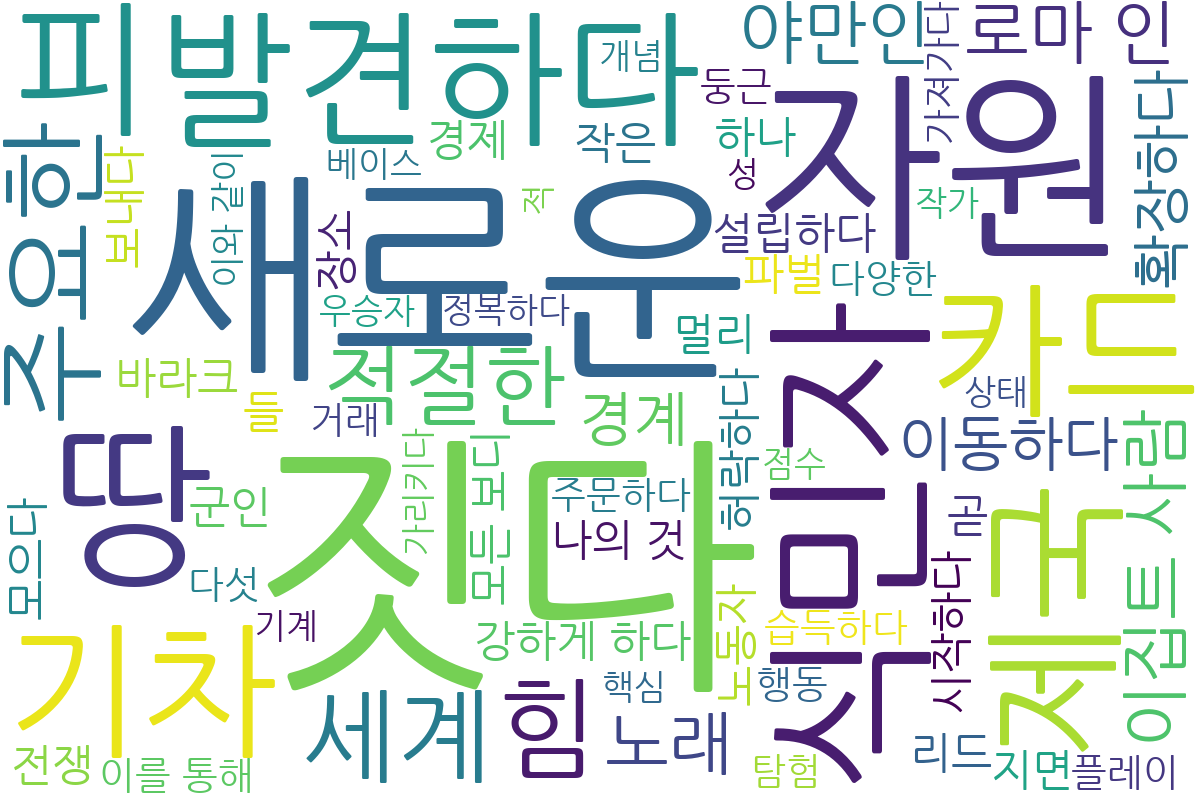 피 발견하다
개념
야만인
로마 인
둥근
가져가다
자원
경제
작은
하나
베이스
주요한
보내다
이와 같이
새로운
적
성
작가
확장하다
장소
설립하다
파벌
다양한
우승자
정복하다
멀리
카드
바라크
적절한
들
거래
경계
식민지
상태
이동하다
땅
짓다
허락하다
점수
이집트 사람
가리키다
모든 보디
군인
주문하다
나의 것
곧
제국
모으다
다섯
기계
강하게 하다
노동자
습득하다
시작하다
기차
세계
힘
핵심
행동
노래
리드
전쟁
이를 통해
탐험
지면
플레이